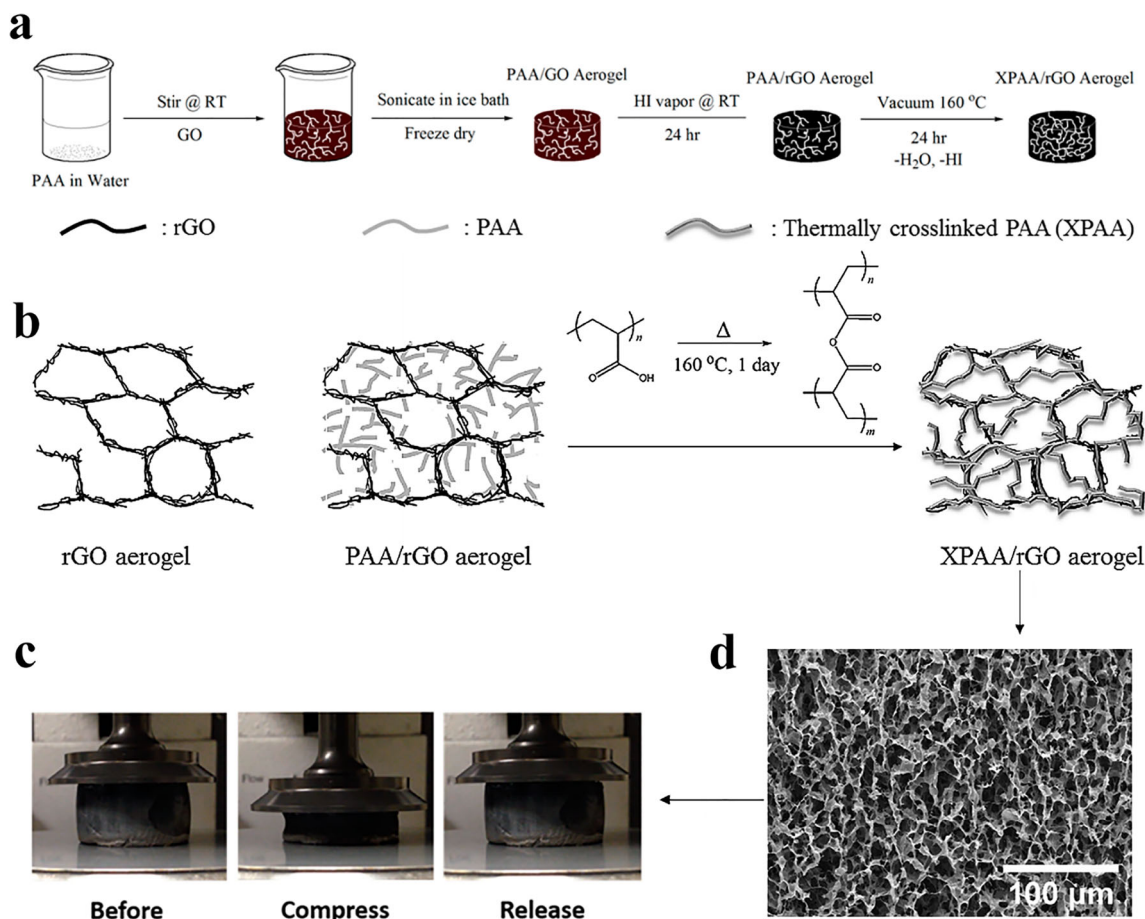 a
PAA in Water
Stir @ RT
GO
Sonicate in ice bath
Freeze dry
PAA/GO Aerogel
HI vapor @ RT
24 hr
PAA/rGO Aerogel
Vacuum 160 °C
24 hr
-H₂O, -HI
XPAA/rGO Aerogel
: rGO
: PAA
: Thermally crosslinked PAA (XPAA)
b
n
O
OH
Δ
160 °C, 1 day
n
O
O
O
m
rGO aerogel
PAA/rGO aerogel
XPAA/rGO aerogel
c
Flow
Before
Compress
Release
d
100 µm